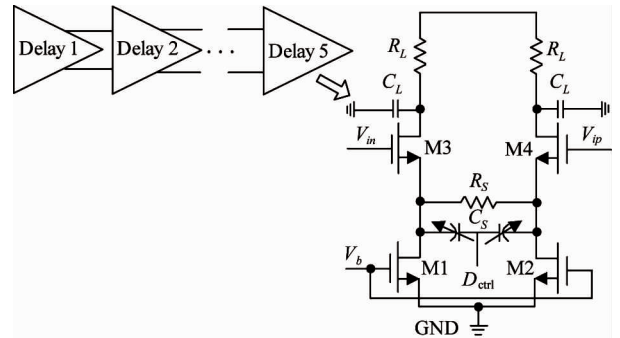 Delay 1
Delay 2
. . .
Delay 5
R_L
R_L
C_L
C_L
V_in
M3
M4
V_ip
R_S
C_S
V_b
M1
M2
D_ctrl
GND